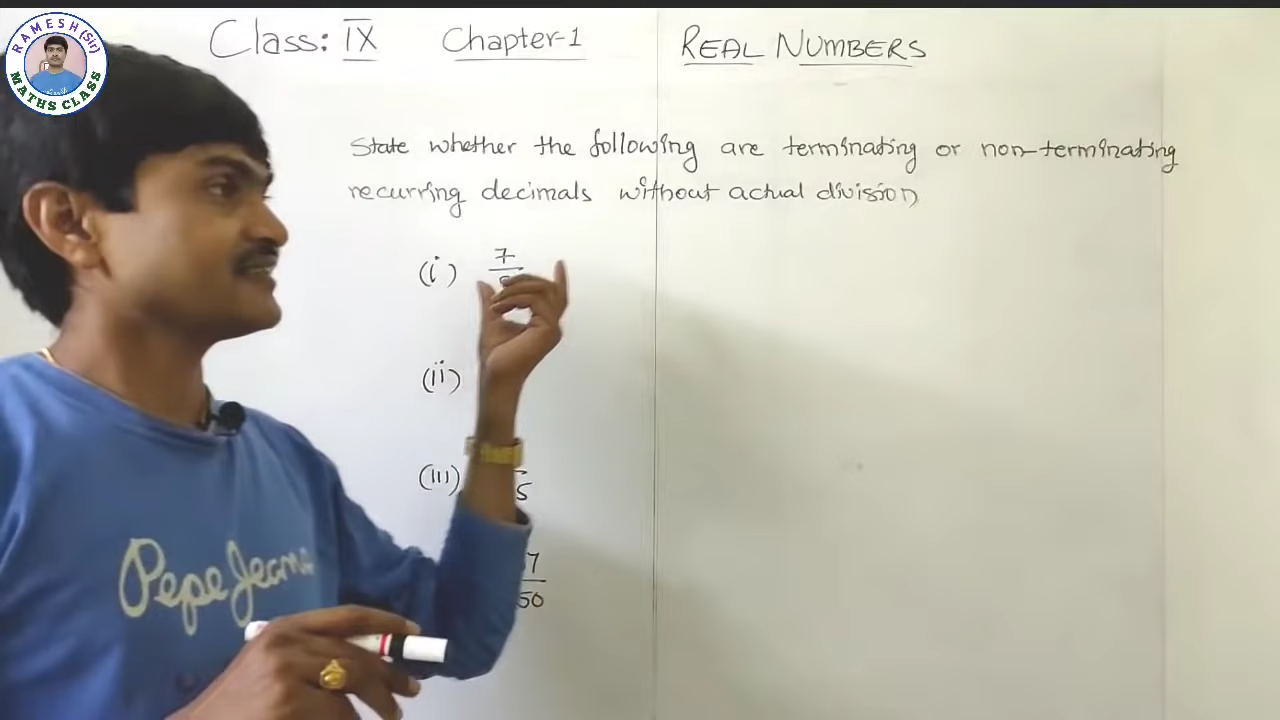 RAMESH (Sir)
MATHS CLASS
Class: IX Chapter-1 REAL NUMBERS
State whether the following are terminating or non-terminating
recurring decimals without actual division
(i) 7
(ii)
(iii) 5
7
50
Pepe Jeans